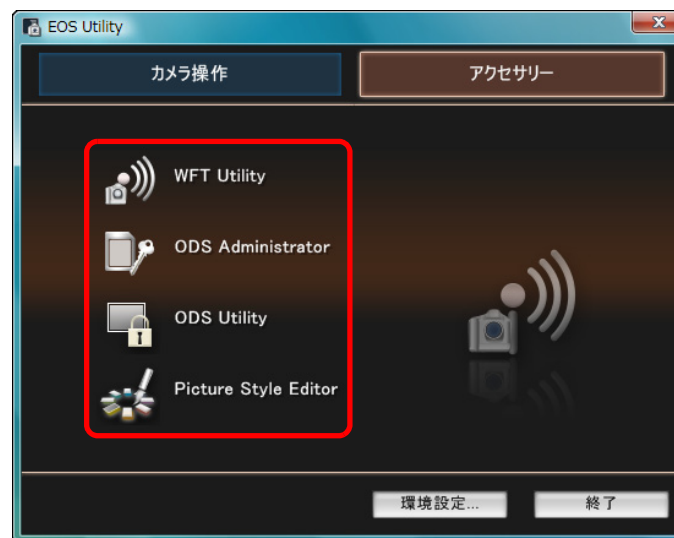 EOS Utility
カメラ操作
アクセサリー
WFT Utility
ODS Administrator
ODS Utility
Picture Style Editor
環境設定...
終了